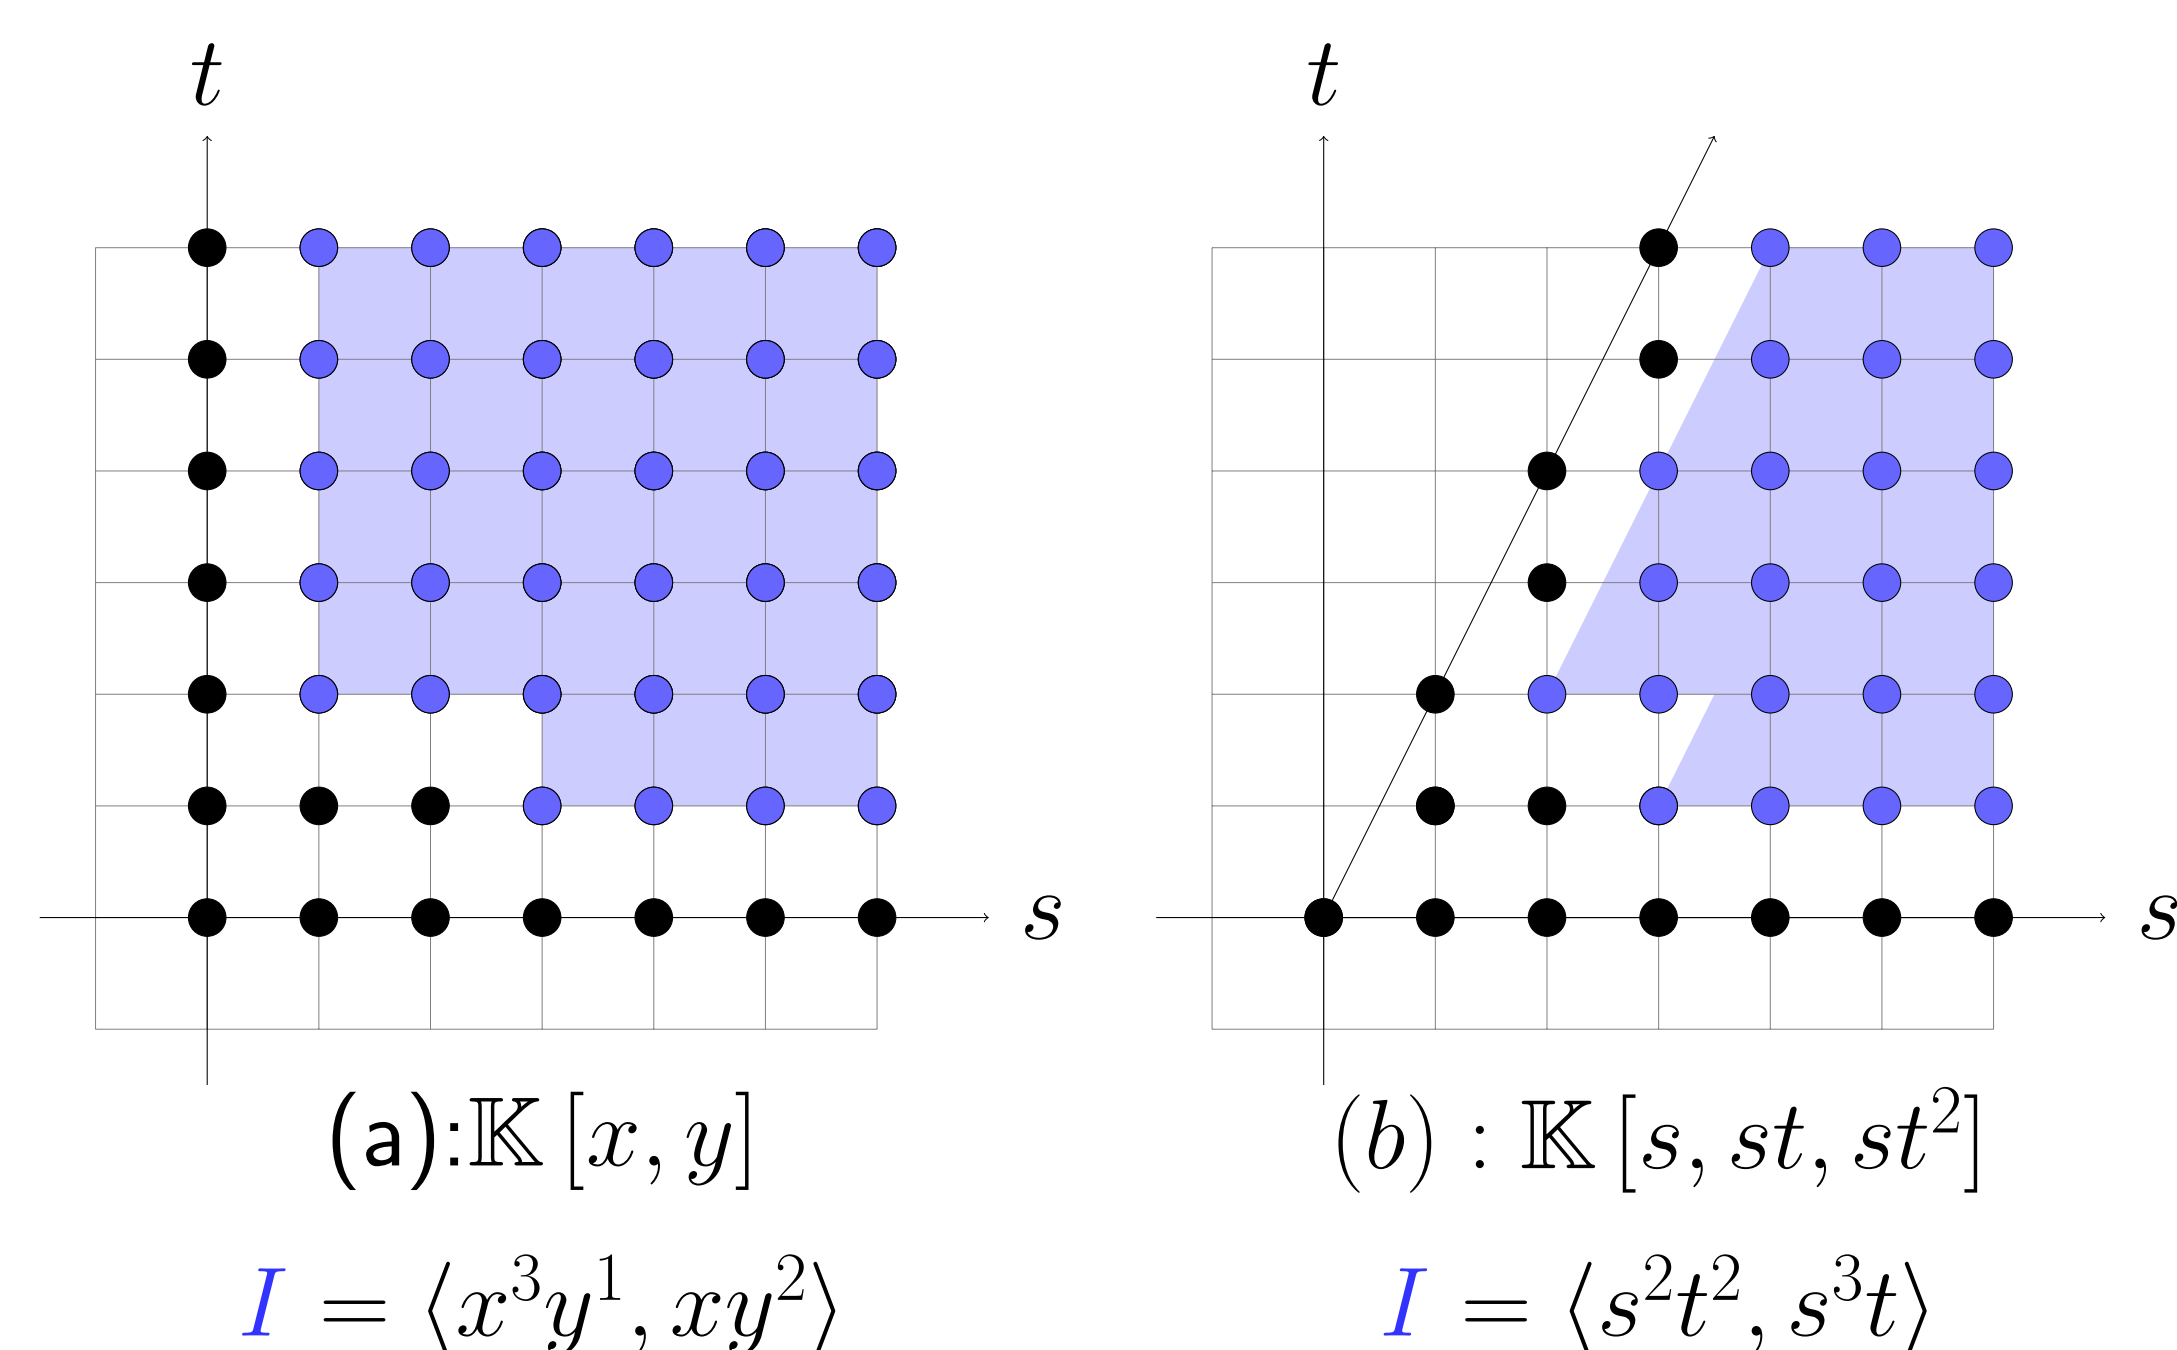 t
t
s
s
(a):𝕂[x, y]
(b) : 𝕂[s, st, st²]
I = ⟨x³y¹, xy²⟩
I = ⟨s²t², s³t⟩